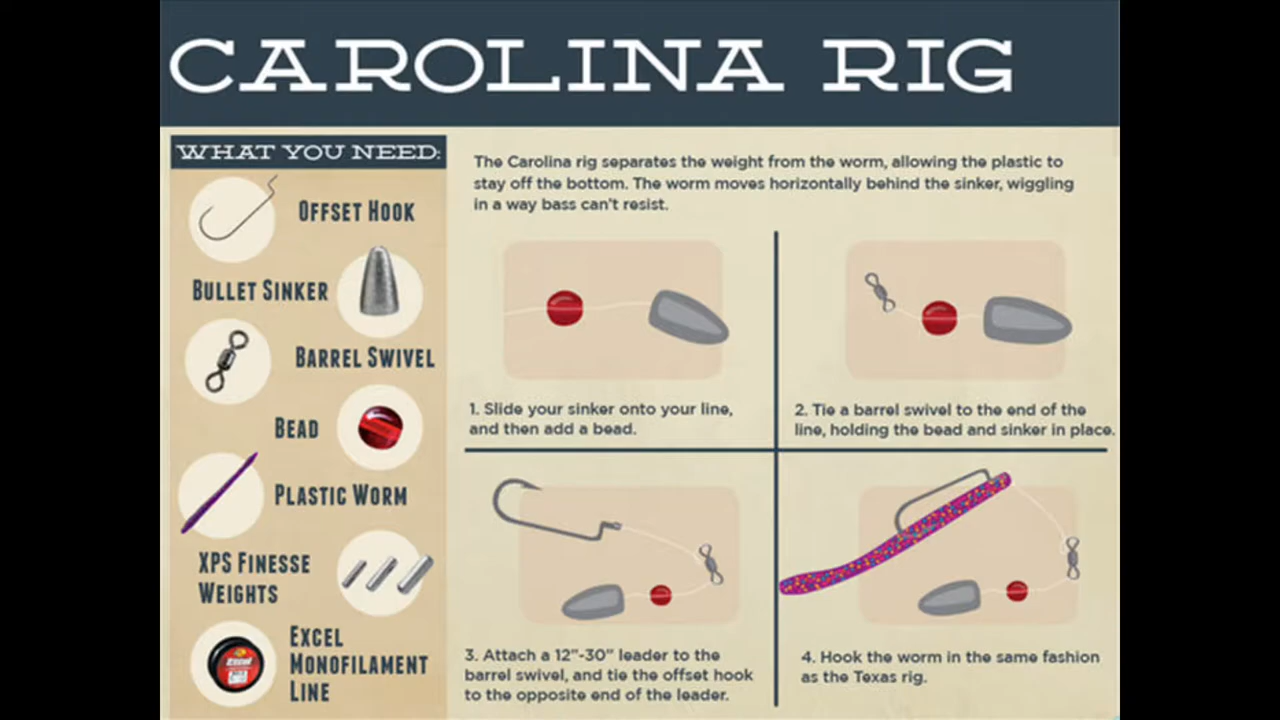 CAROLINA RIG
WHAT YOU NEED:
OFFSET HOOK
BULLET SINKER
BARREL SWIVEL
BEAD
PLASTIC WORM
XPS FINESSE
WEIGHTS
EXCEL
MONOFILAMENT
LINE
Excel
The Carolina rig separates the weight from the worm, allowing the plastic to
stay off the bottom. The worm moves horizontally behind the sinker, wiggling
in a way bass can't resist.
1. Slide your sinker onto your line,
and then add a bead.
2. Tie a barrel swivel to the end of the
line, holding the bead and sinker in place.
3. Attach a 12"-30" leader to the
barrel swivel, and tie the offset hook
to the opposite end of the leader.
4. Hook the worm in the same fashion
as the Texas rig.